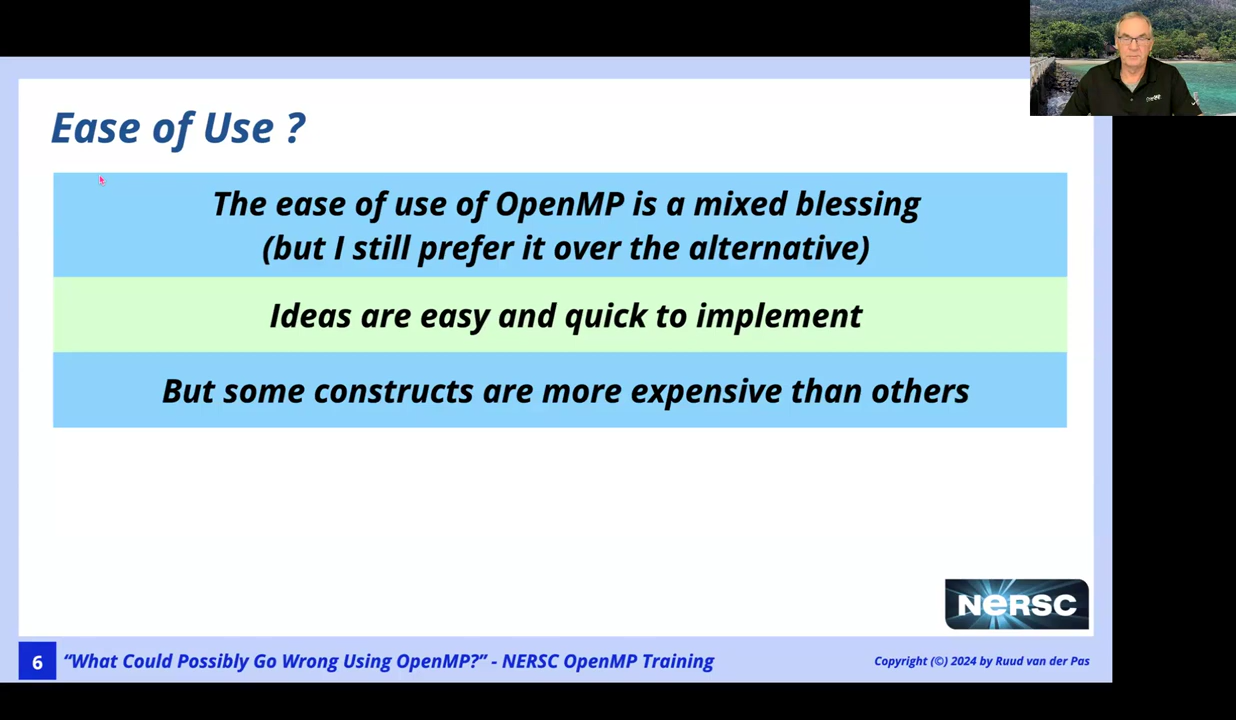 Ease of Use ?
The ease of use of OpenMP is a mixed blessing
(but I still prefer it over the alternative)
Ideas are easy and quick to implement
But some constructs are more expensive than others
NERSC
6
“What Could Possibly Go Wrong Using OpenMP?” - NERSC OpenMP Training
Copyright (©) 2024 by Ruud van der Pas